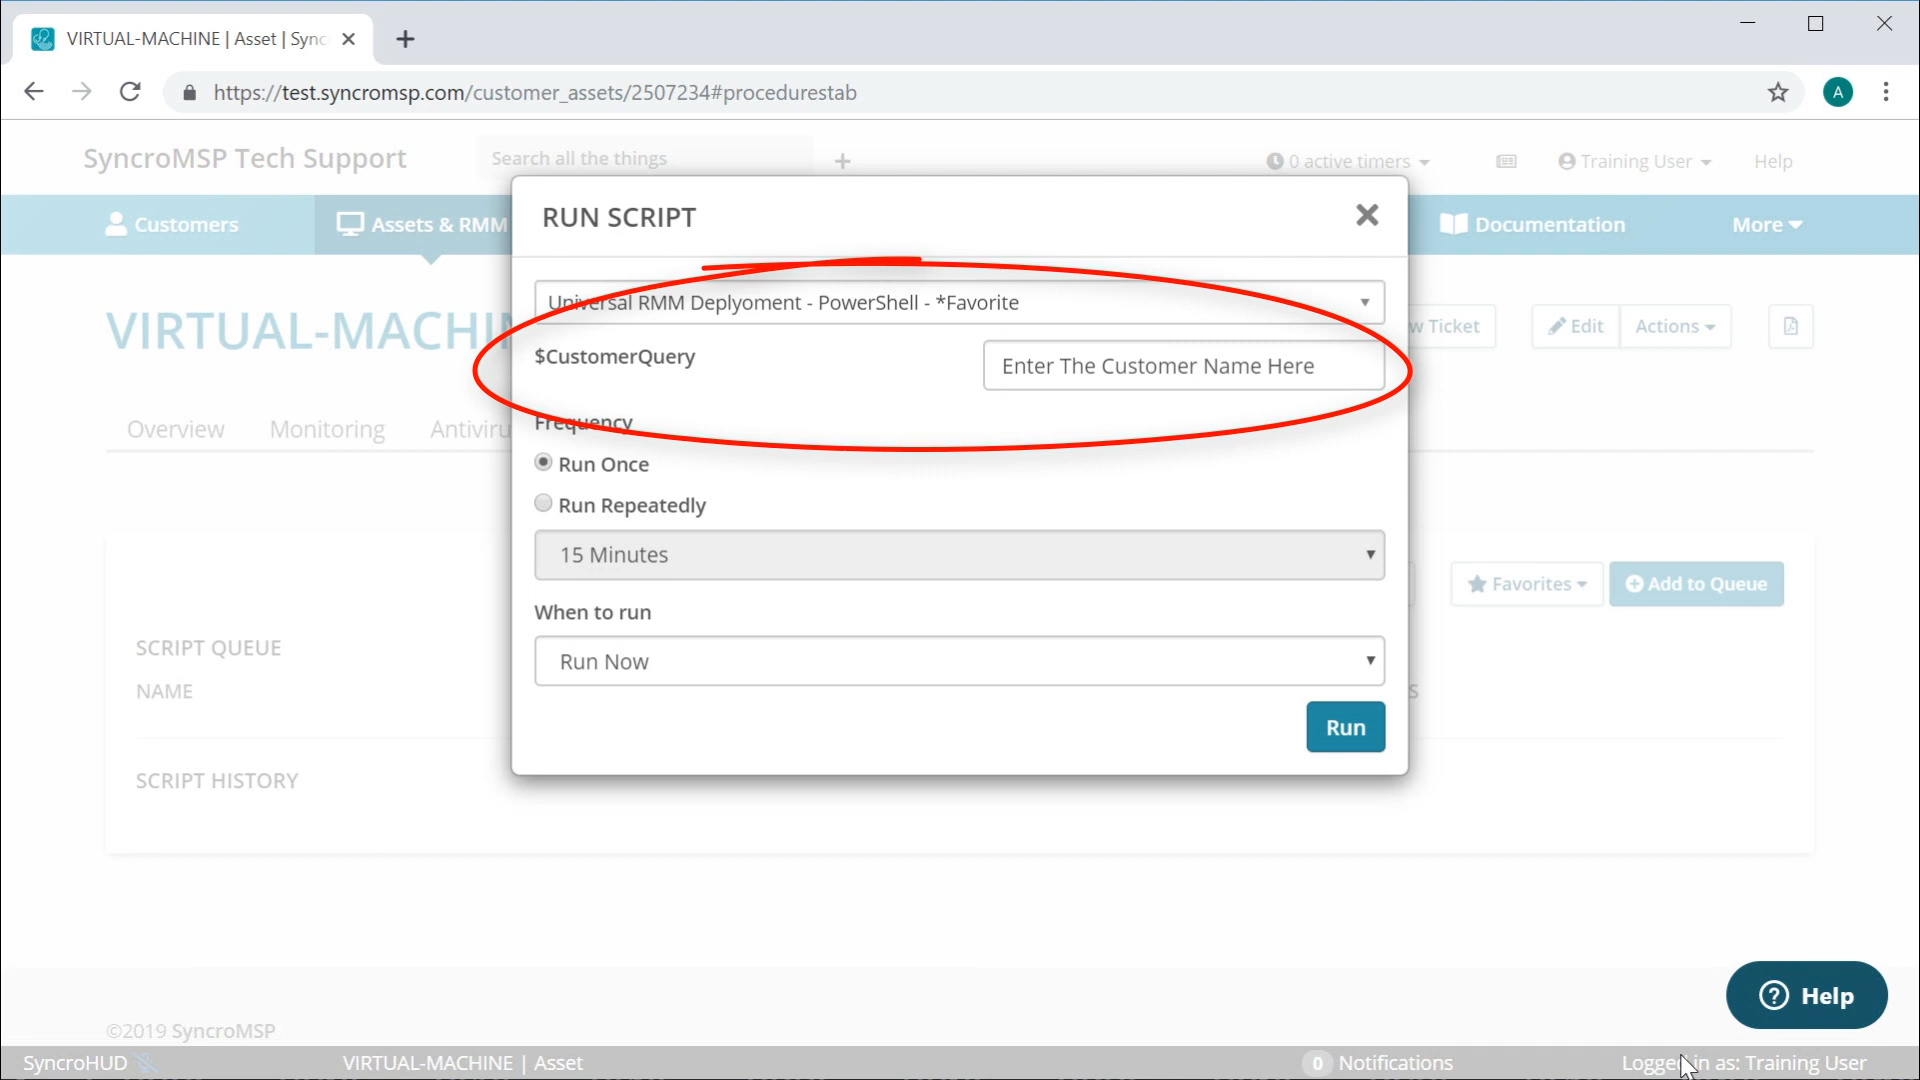 VIRTUAL-MACHINE | Asset | Sync
https://test.syncromsp.com/customer_assets/2507234#procedurestab
A
SyncroMSP Tech Support
Search all the things
0 active timers
Training User
Help
Customers
Assets & RMM
Documentation
More
RUN SCRIPT
Universal RMM Deplyoment - PowerShell - *Favorite
$CustomerQuery
Enter The Customer Name Here
Frequency
Run Once
Run Repeatedly
15 Minutes
When to run
Run Now
Run
VIRTUAL-MACHIN
w Ticket
Edit
Actions
Overview
Monitoring
Antiviru
Favorites
Add to Queue
SCRIPT QUEUE
NAME
S
SCRIPT HISTORY
Help
©2019 SyncroMSP
SyncroHUD
VIRTUAL-MACHINE | Asset
0 Notifications
Logged in as: Training User